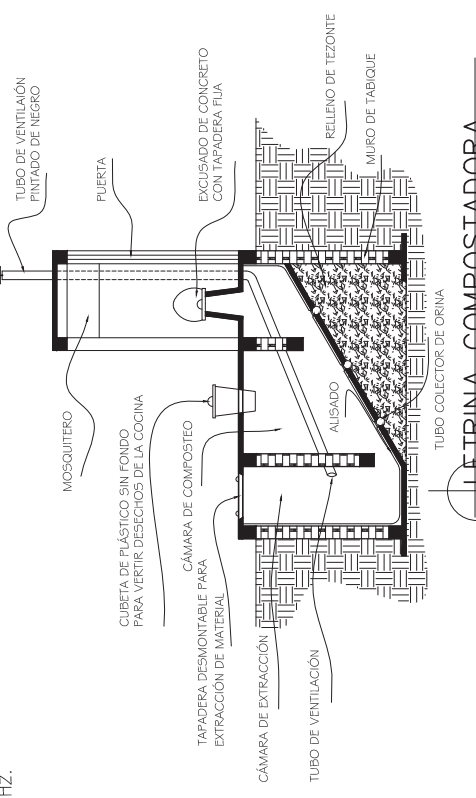 HZ.
TUBO DE VENTILAIÓN
PINTADO DE NEGRO
PUERTA
EXCUSADO DE CONCRETO
CON TAPADERA FIJA
RELLENO DE TEZONTE
MURO DE TABIQUE
MOSQUITERO
CUBETA DE PLÁSTICO SIN FONDO
PARA VERTIR DESECHOS DE LA COCINA
CÁMARA DE COMPOSTEO
TAPADERA DESMONTABLE PARA
EXTRACCIÓN DE MATERIAL
CÁMARA DE EXTRACCIÓN
TUBO DE VENTILACIÓN
ALISADO
TUBO COLECTOR DE ORINA
LETRINA COMPOSTADORA